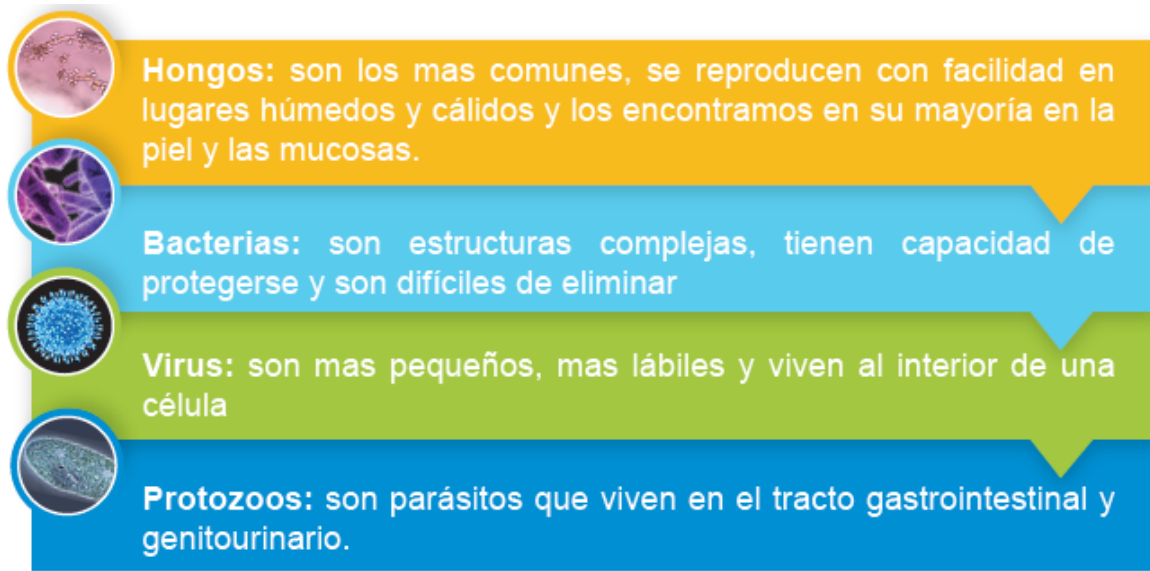 Hongos: son los mas comunes, se reproducen con facilidad en
lugares húmedos y cálidos y los encontramos en su mayoría en la
piel y las mucosas.
Bacterias: son estructuras complejas, tienen capacidad de
protegerse y son difíciles de eliminar
Virus: son mas pequeños, mas lábiles y viven al interior de una
célula
Protozoos: son parásitos que viven en el tracto gastrointestinal y
genitourinario.